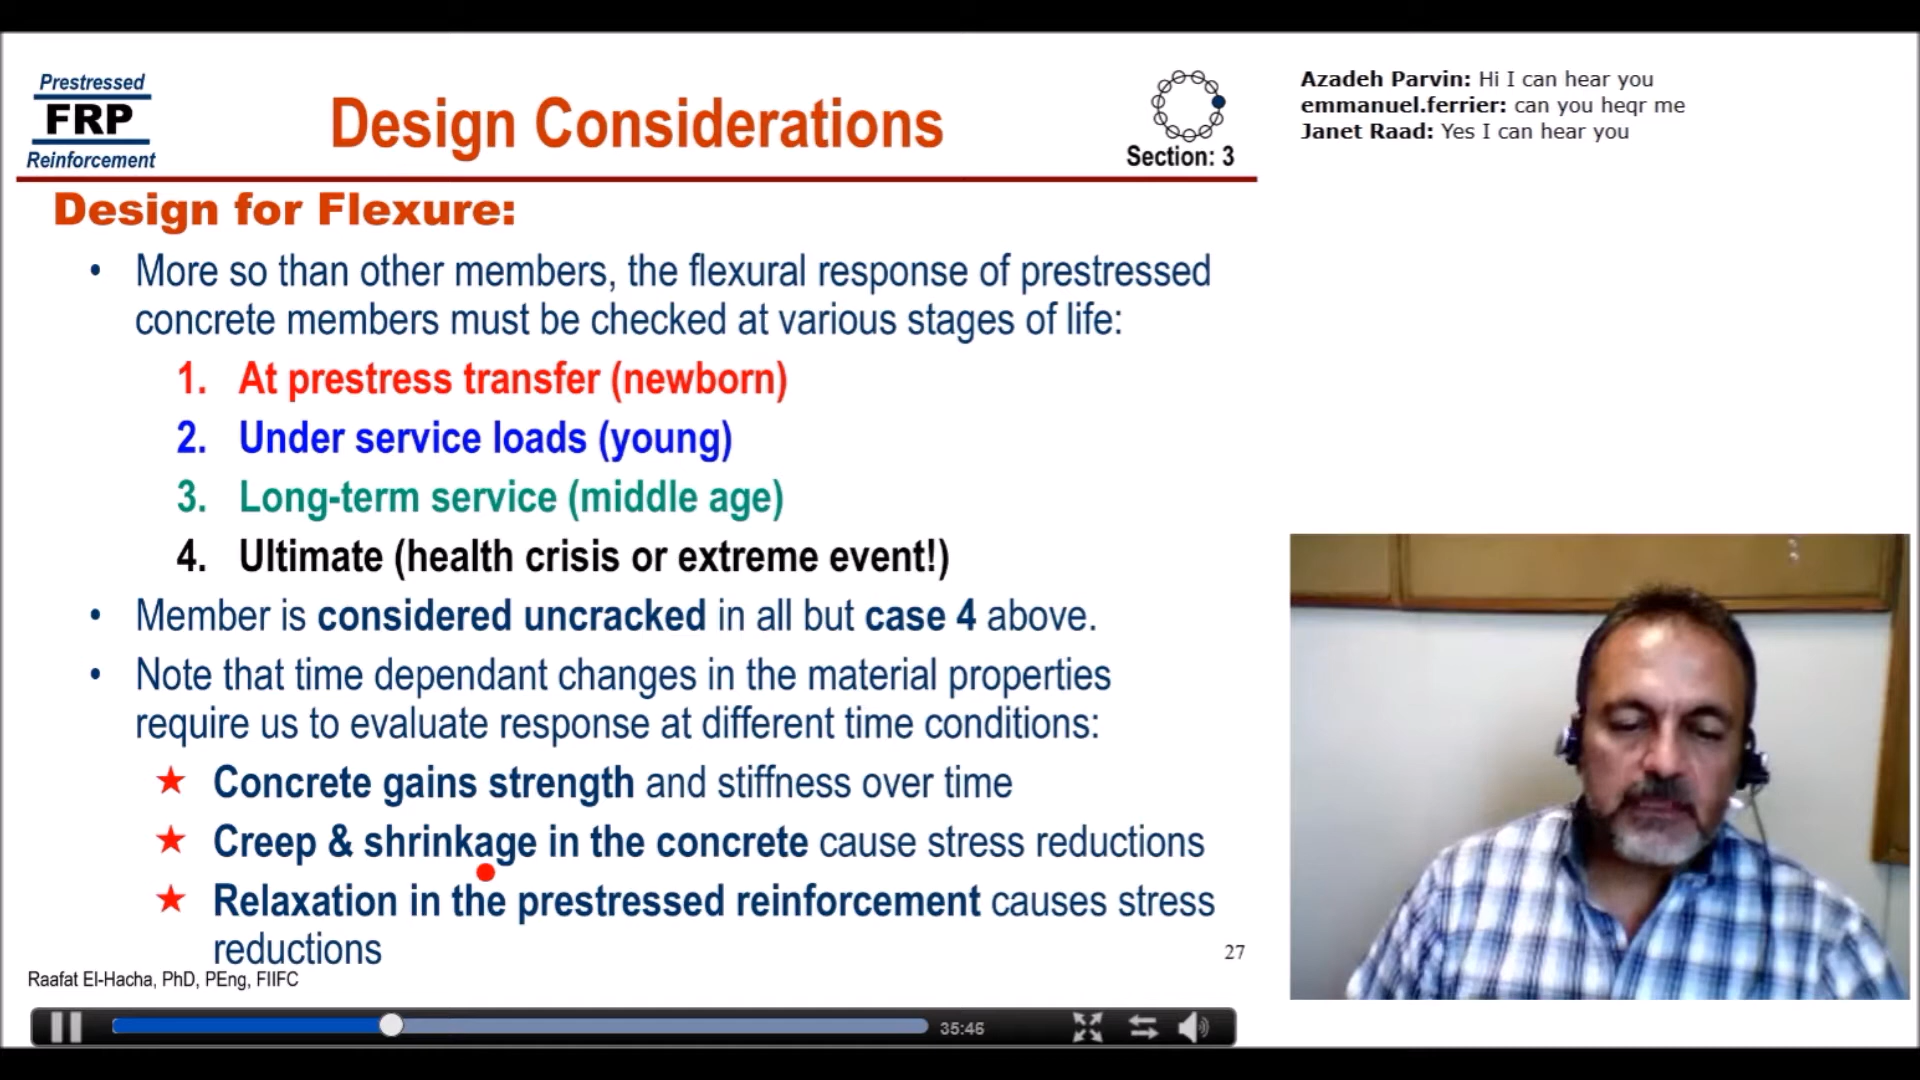 Prestressed
FRP
Reinforcement
Design Considerations
Section: 3
Design for Flexure:
• More so than other members, the flexural response of prestressed
concrete members must be checked at various stages of life:
1. At prestress transfer (newborn)
2. Under service loads (young)
3. Long-term service (middle age)
4. Ultimate (health crisis or extreme event!)
• Member is considered uncracked in all but case 4 above.
• Note that time dependant changes in the material properties
require us to evaluate response at different time conditions:
★ Concrete gains strength and stiffness over time
★ Creep & shrinkage in the concrete cause stress reductions
★ Relaxation in the prestressed reinforcement causes stress
reductions
27
Raafat El-Hacha, PhD, PEng, FIIFC
35:46
Azadeh Parvin: Hi I can hear you
emmanuel.ferrier: can you heqr me
Janet Raad: Yes I can hear you